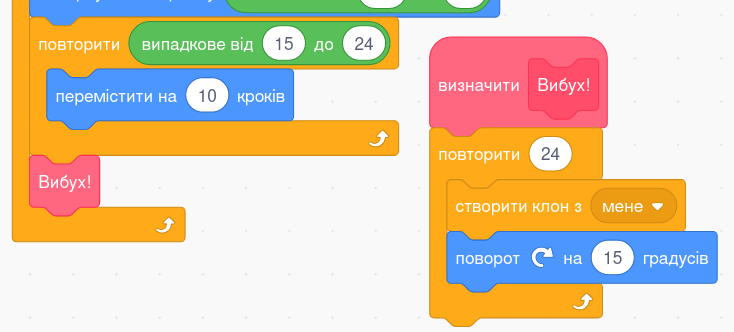 повторити випадкове від 15 до 24
перемістити на 10 кроків
Вибух!
визначити Вибух!
повторити 24
створити клон з мене
поворот на 15 градусів